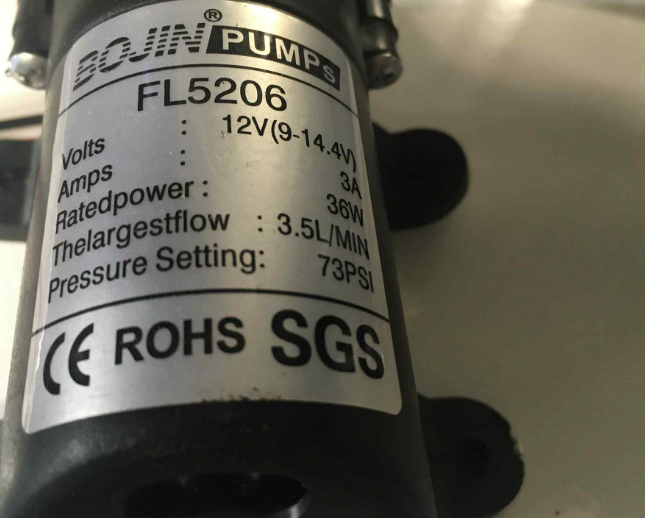 BOJIN® PUMPS
FL5206
Volts : 12V(9-14.4V)
Amps : 3A
Ratedpower : 36W
Thelargestflow : 3.5L/MIN
Pressure Setting: 73PSI
CE ROHS SGS